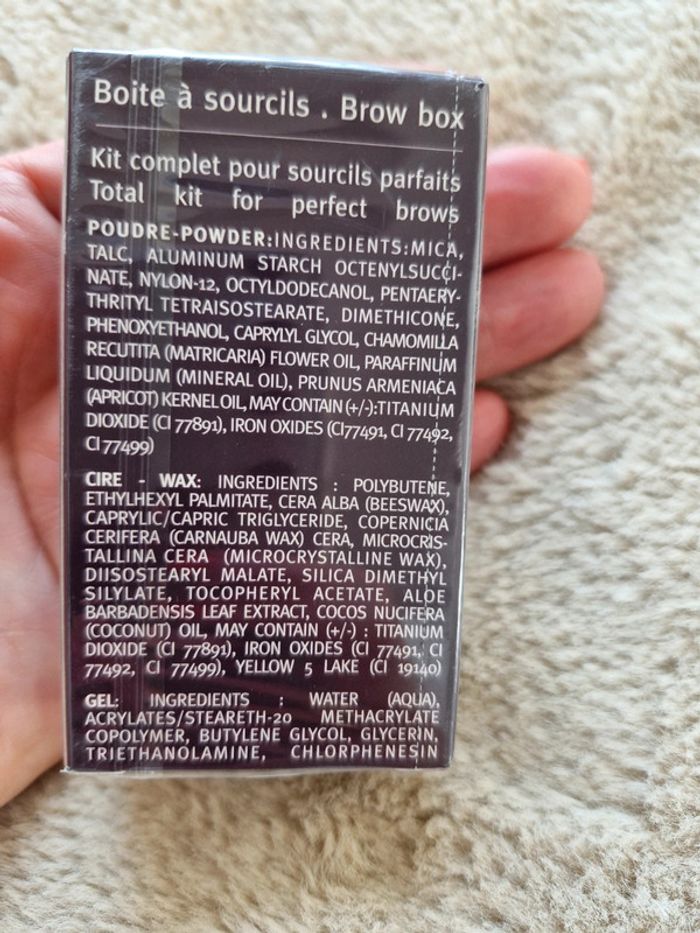 Boite à sourcils . Brow box
Kit complet pour sourcils parfaits
Total kit for perfect brows
POUDRE-POWDER:INGREDIENTS:MICA,
TALC, ALUMINUM STARCH OCTENYLSUCCI-
NATE, NYLON-12, OCTYLDODECANOL, PENTAERY-
THRITYL TETRAISOSTEARATE, DIMETHICONE,
PHENOXYETHANOL, CAPRYLYL GLYCOL, CHAMOMILLA
RECUTITA (MATRICARIA) FLOWER OIL, PARAFFINUM
LIQUIDUM (MINERAL OIL), PRUNUS ARMENIACA
(APRICOT) KERNEL OIL, MAY CONTAIN (+/-):TITANIUM
DIOXIDE (CI 77891), IRON OXIDES (CI77491, CI 77492,
CI 77499)
CIRE - WAX: INGREDIENTS : POLYBUTENE,
ETHYLHEXYL PALMITATE, CERA ALBA (BEESWAX),
CAPRYLIC/CAPRIC TRIGLYCERIDE, COPERNICIA
CERIFERA (CARNAUBA WAX) CERA, MICROCRIS-
TALLINA CERA (MICROCRYSTALLINE WAX),
DIISOSTEARYL MALATE, SILICA DIMETHYL
SILYLATE, TOCOPHERYL ACETATE, ALOE
BARBADENSIS LEAF EXTRACT, COCOS NUCIFERA
(COCONUT) OIL, MAY CONTAIN (+/-) : TITANIUM
DIOXIDE (CI 77891), IRON OXIDES (CI 77491, CI
77492, CI 77499), YELLOW 5 LAKE (CI 19140)
GEL: INGREDIENTS : WATER (AQUA),
ACRYLATES/STEARETH-20 METHACRYLATE
COPOLYMER, BUTYLENE GLYCOL, GLYCERIN,
TRIETHANOLAMINE, CHLORPHENESIN